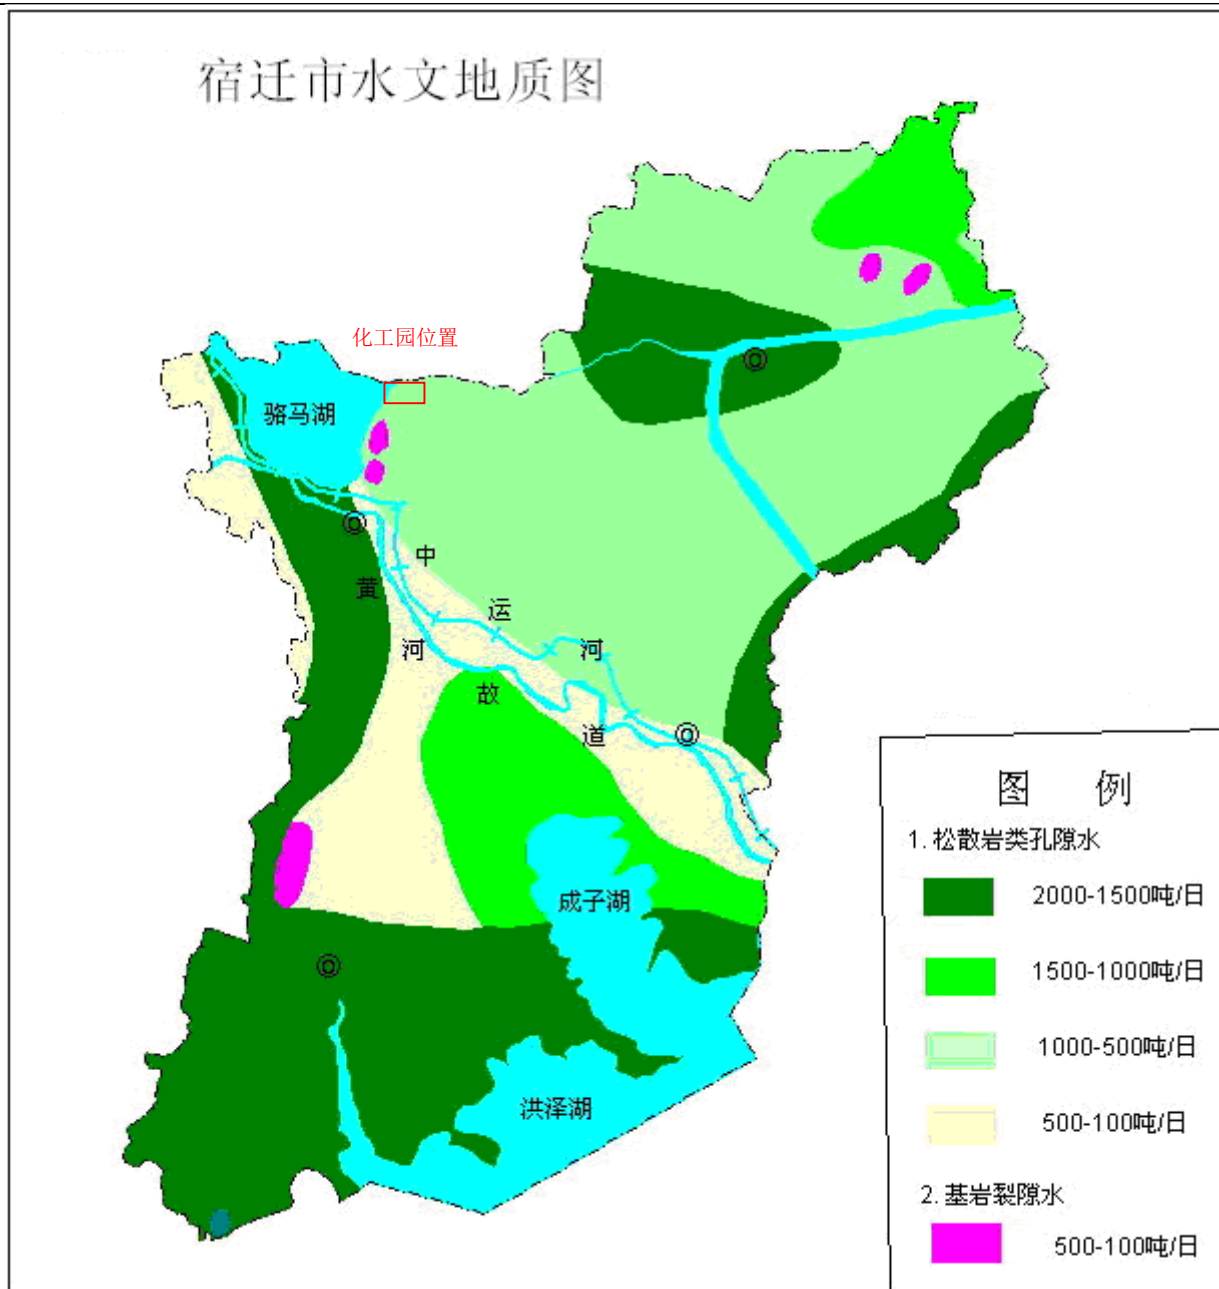 宿迁市水文地质图
化工园位置
骆马湖
中
黄
运
河
河
故
道
成子湖
洪泽湖
图 例
1. 松散岩类孔隙水
2000-1500吨/日
1500-1000吨/日
1000-500吨/日
500-100吨/日
2. 基岩裂隙水
500-100吨/日